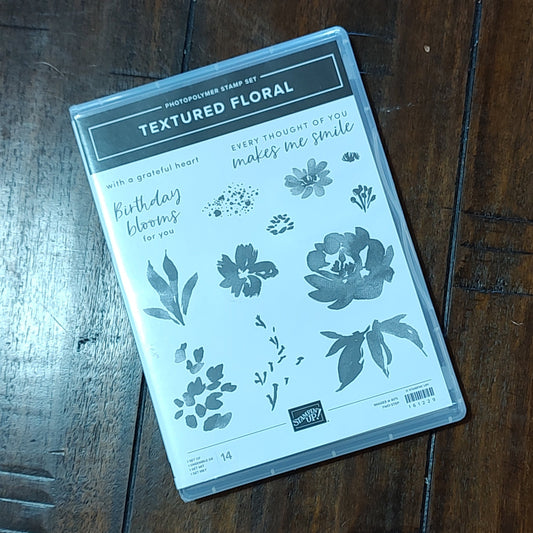 PHOTOPOLYMER STAMP SET
TEXTURED FLORAL
EVERY THOUGHT OF YOU
makes me smile
with a grateful heart
Birthday
blooms
for you
STAMPIN'
UP!
14
161229